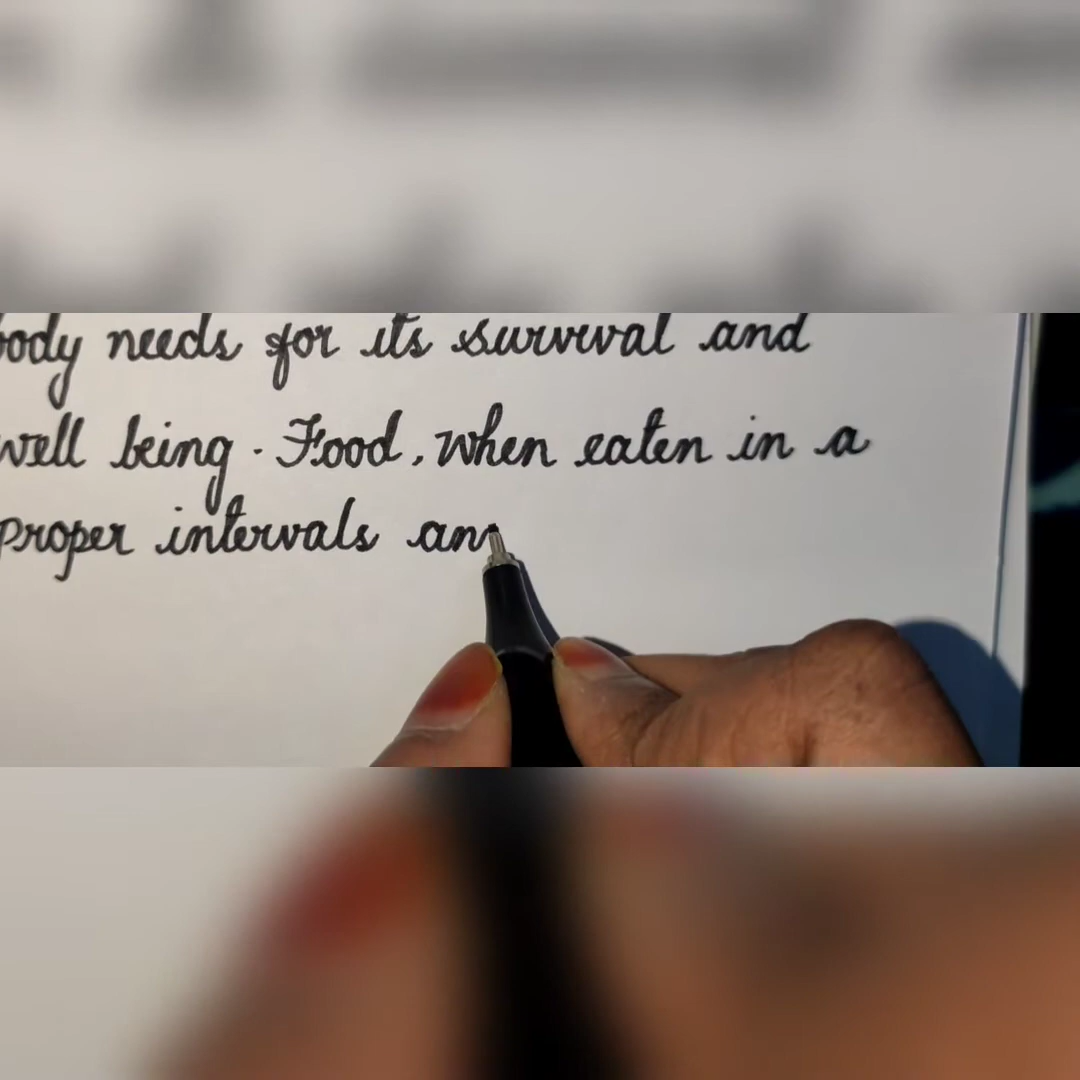 body needs for its survival and
well being. Food, when eaten in a
proper intervals an